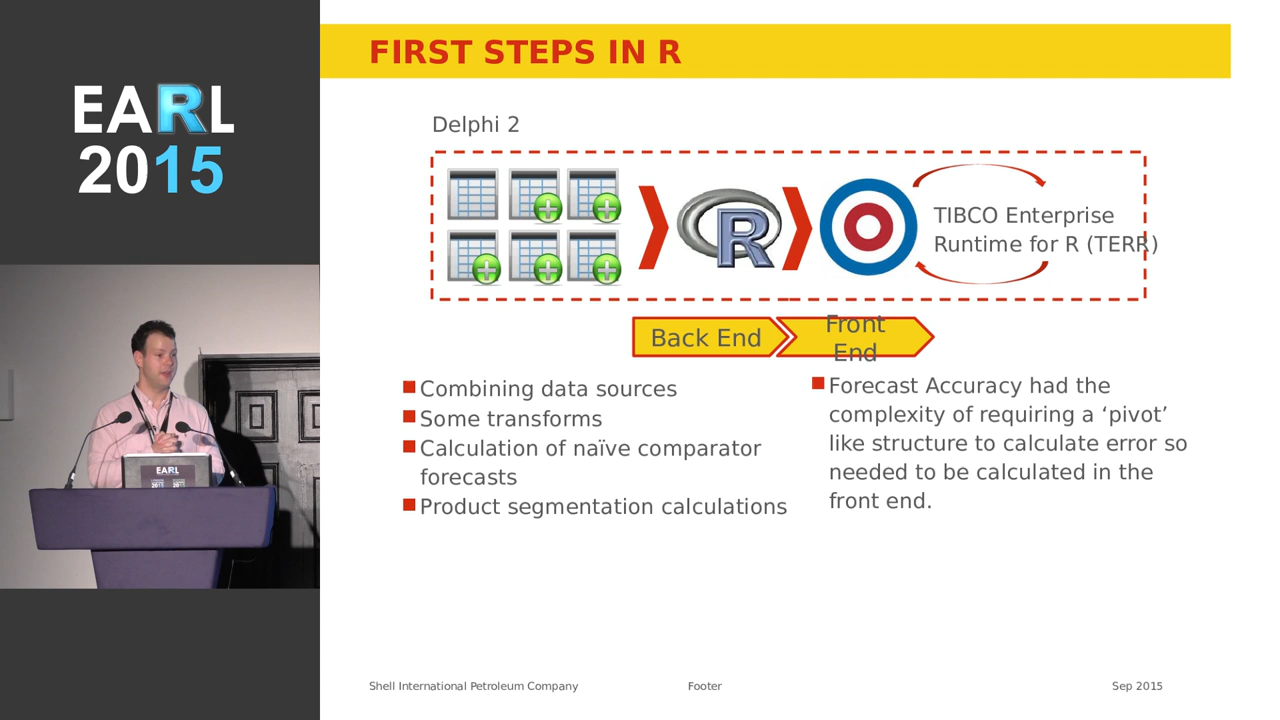 EARL
2015
FIRST STEPS IN R
Delphi 2
R
TIBCO Enterprise
Runtime for R (TERR)
Back End
Front
End
Combining data sources
Some transforms
Calculation of naïve comparator
forecasts
Product segmentation calculations
Forecast Accuracy had the
complexity of requiring a ‘pivot’
like structure to calculate error so
needed to be calculated in the
front end.
EARL
Shell International Petroleum Company
Footer
Sep 2015